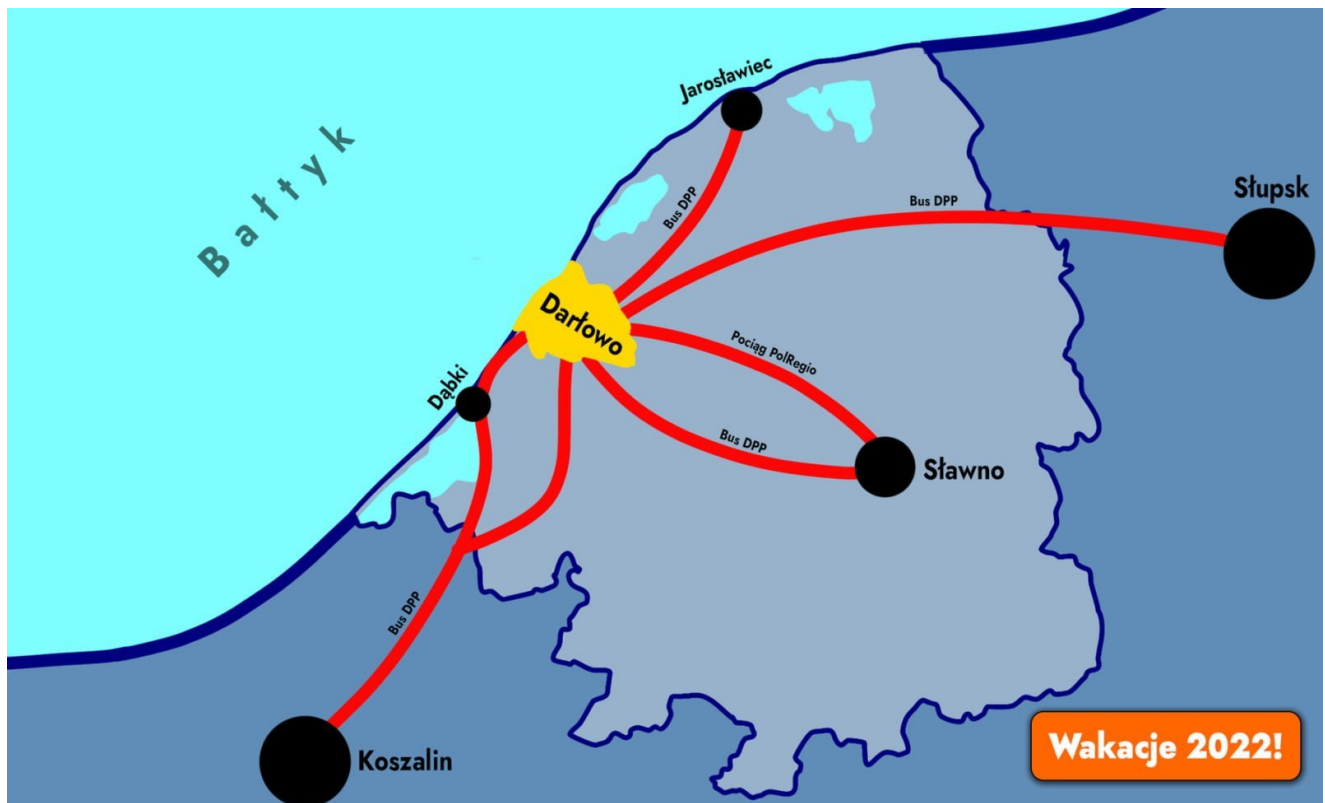 Jarosławiec
Bałtyk
Słupsk
Bus DPP
Bus DPP
Darłowo
Pociąg PolRegio
Dąbki
Bus DPP
Sławno
Bus DPP
Koszalin
Wakacje 2022!